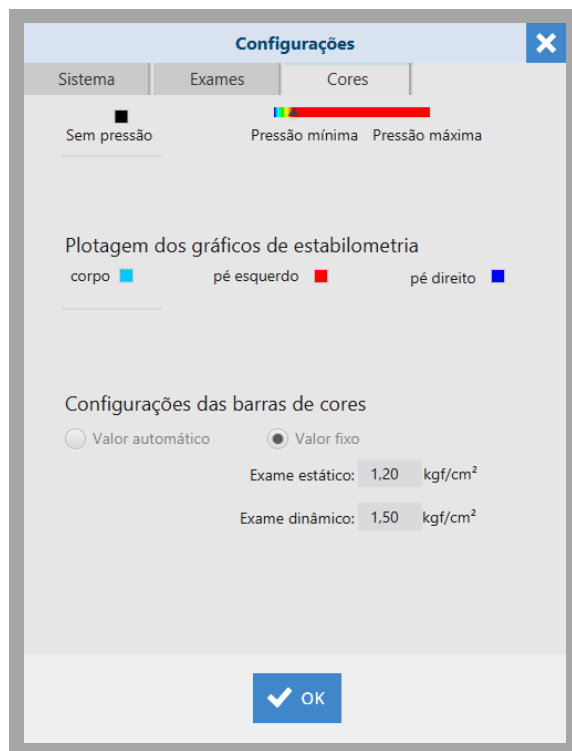 Configurações
Sistema Exames Cores
Sem pressão Pressão mínima Pressão máxima
Plotagem dos gráficos de estabilometria
corpo pé esquerdo pé direito
Configurações das barras de cores
Valor automático Valor fixo
Exame estático: 1,20 kgf/cm²
Exame dinâmico: 1,50 kgf/cm²
OK